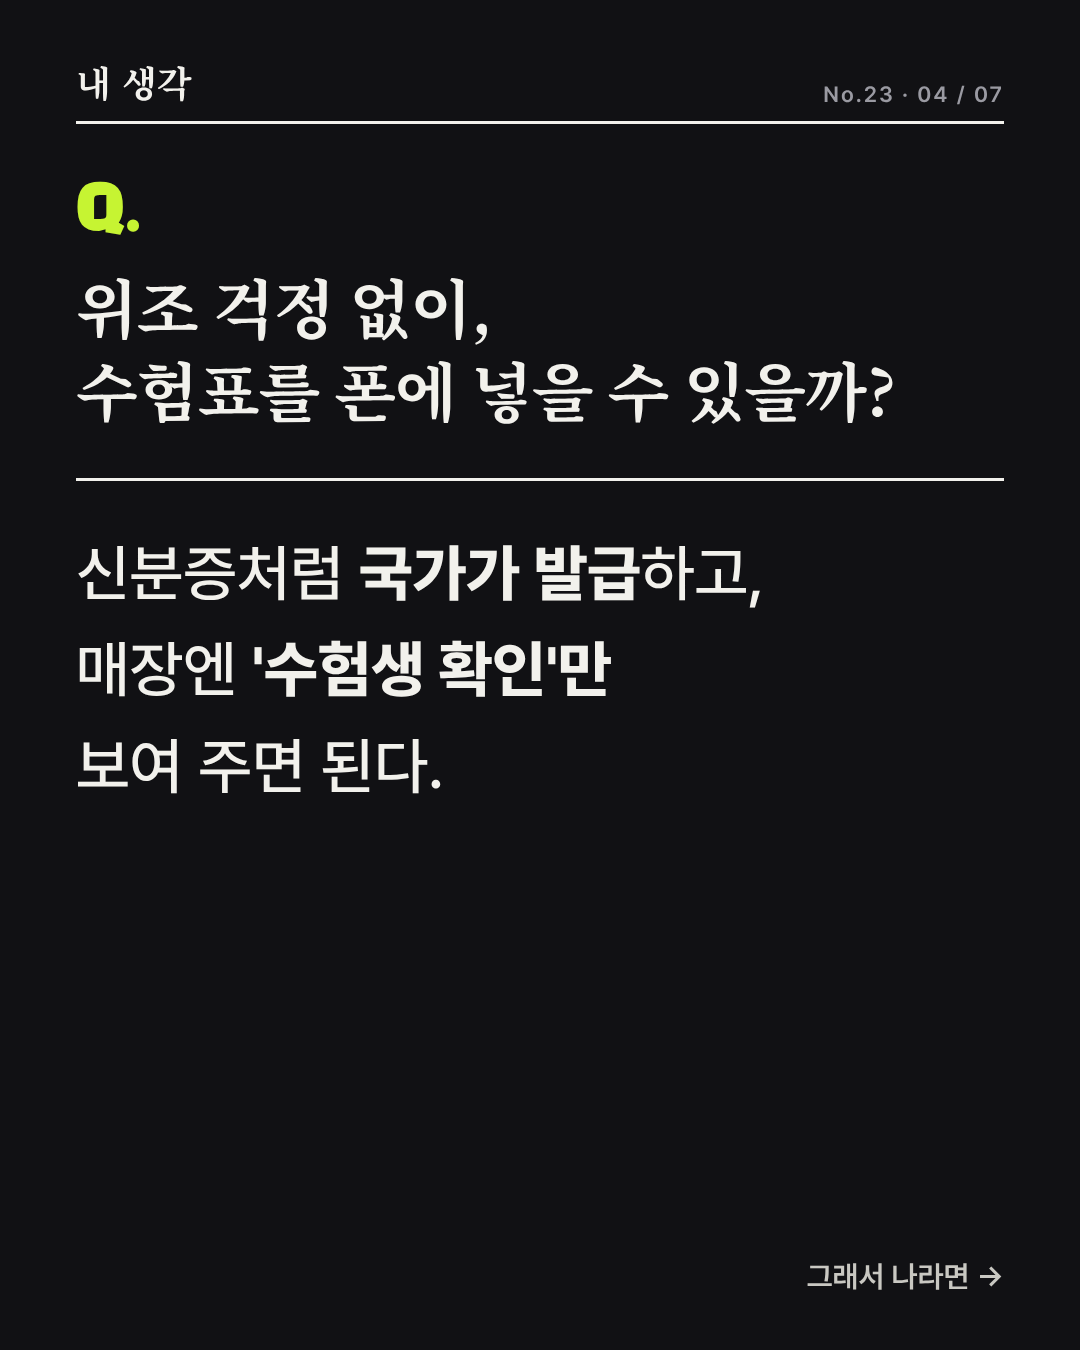 내 생각
No.23 · 04 / 07
Q.
위조 걱정 없이,
수험표를 폰에 넣을 수 있을까?
신분증처럼 국가가 발급하고,
매장엔 '수험생 확인'만
보여 주면 된다.
그래서 나라면 →